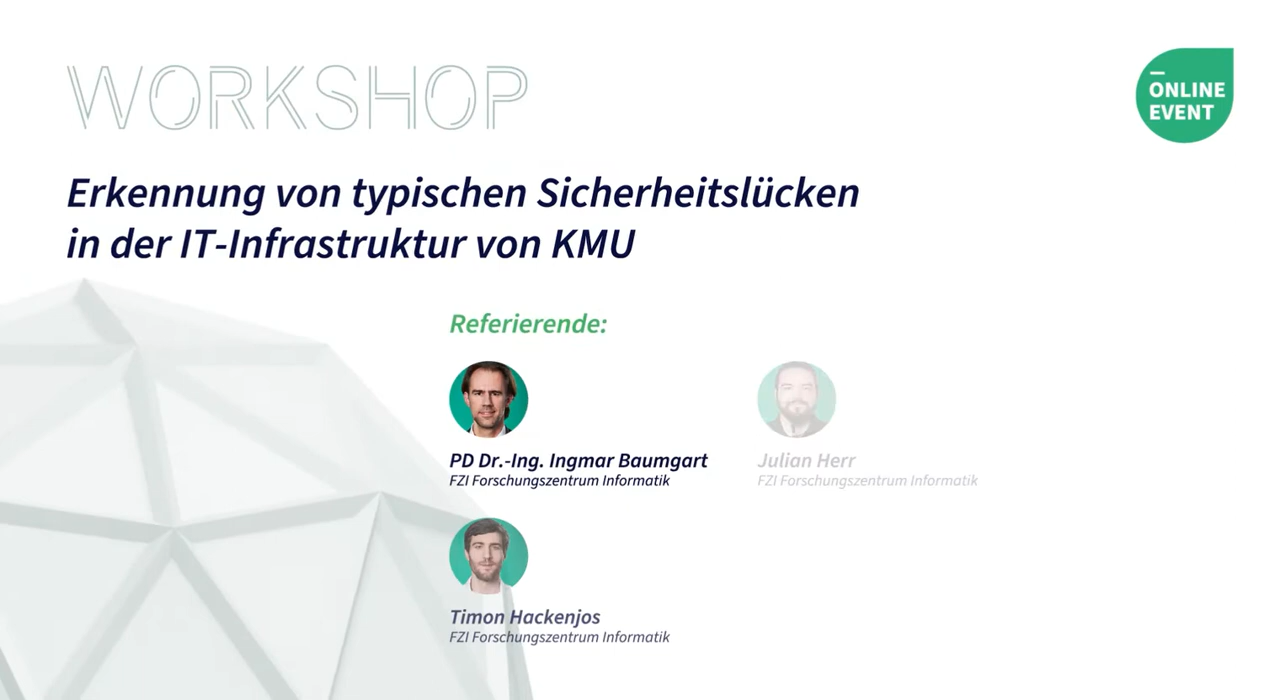 WORKSHOP
ONLINE
EVENT
Erkennung von typischen Sicherheitslücken
in der IT-Infrastruktur von KMU
Referierende:
PD Dr.-Ing. Ingmar Baumgart
FZI Forschungszentrum Informatik
Julian Herr
FZI Forschungszentrum Informatik
Timon Hackenjos
FZI Forschungszentrum Informatik